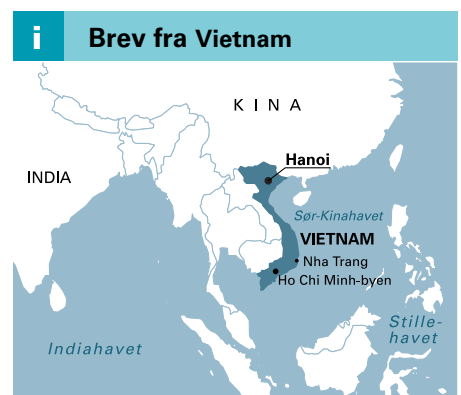 i Brev fra Vietnam
KINA
Hanoi
INDIA
Sør-Kinahavet
VIETNAM
Nha Trang
Ho Chi Minh-byen
Stille-
havet
Indiahavet